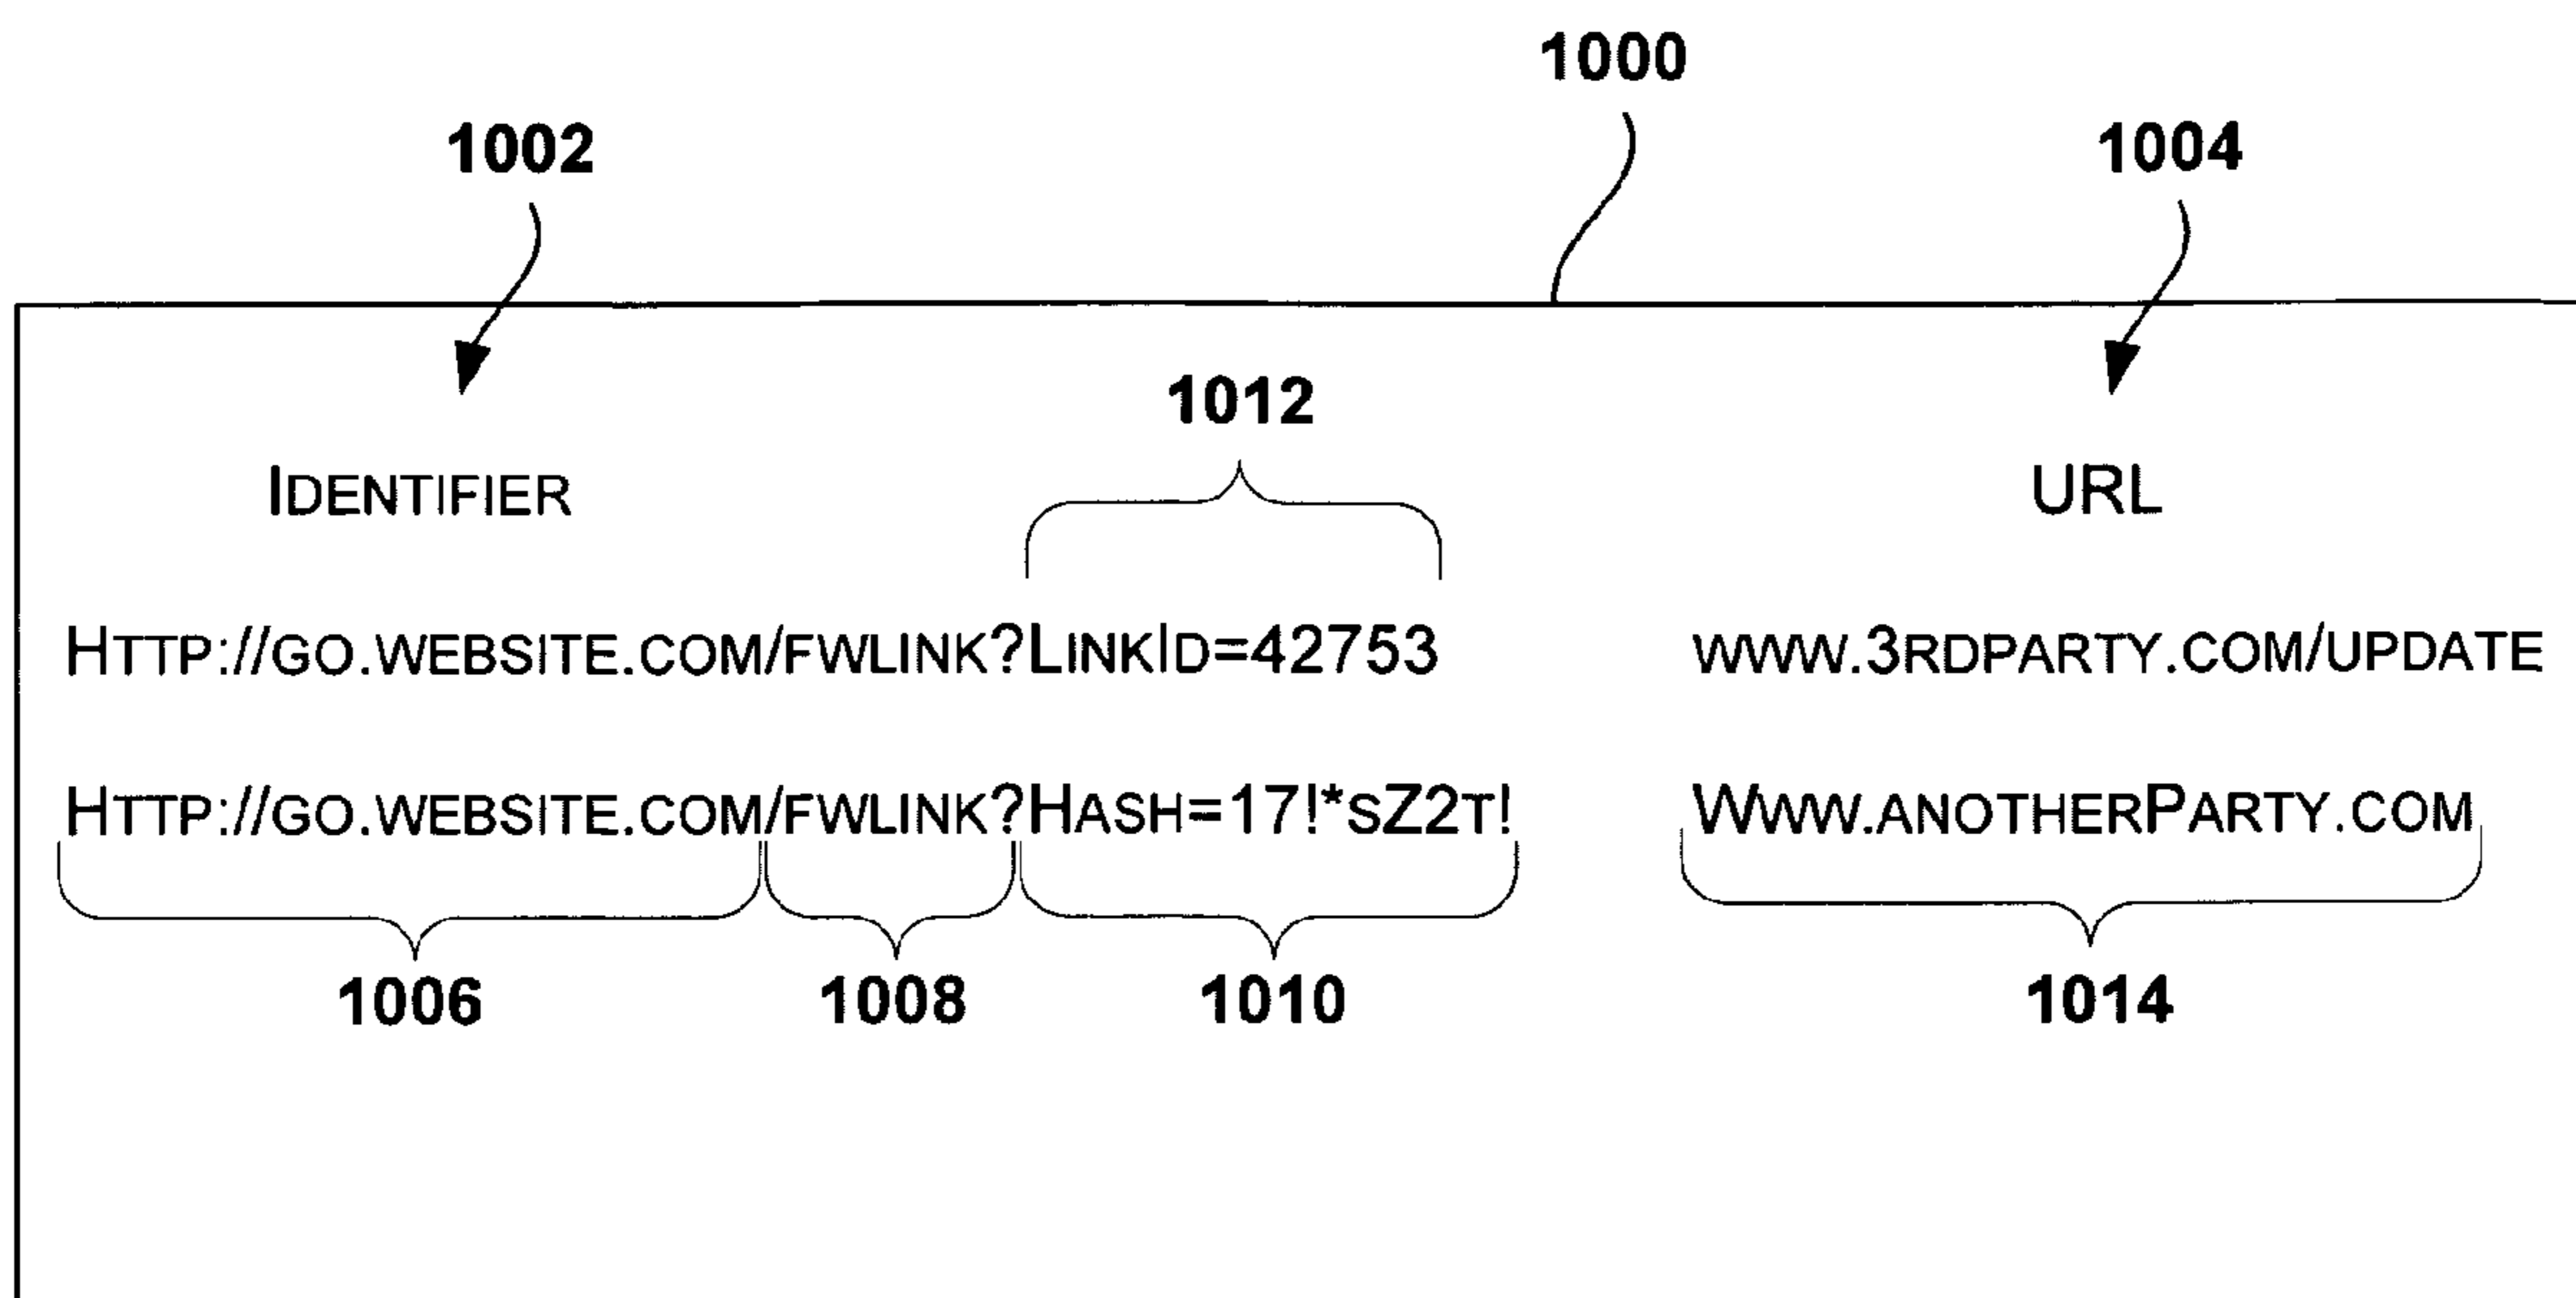 1000
1002 1004
1012
IDENTIFIER URL
HTTP://GO.WEBSITE.COM/FWLINK?LINKID=42753 WWW.3RDPARTY.COM/UPDATE
HTTP://GO.WEBSITE.COM/FWLINK?HASH=17!*SZ2T! WWW.ANOTHERPARTY.COM
1006 1008 1010 1014